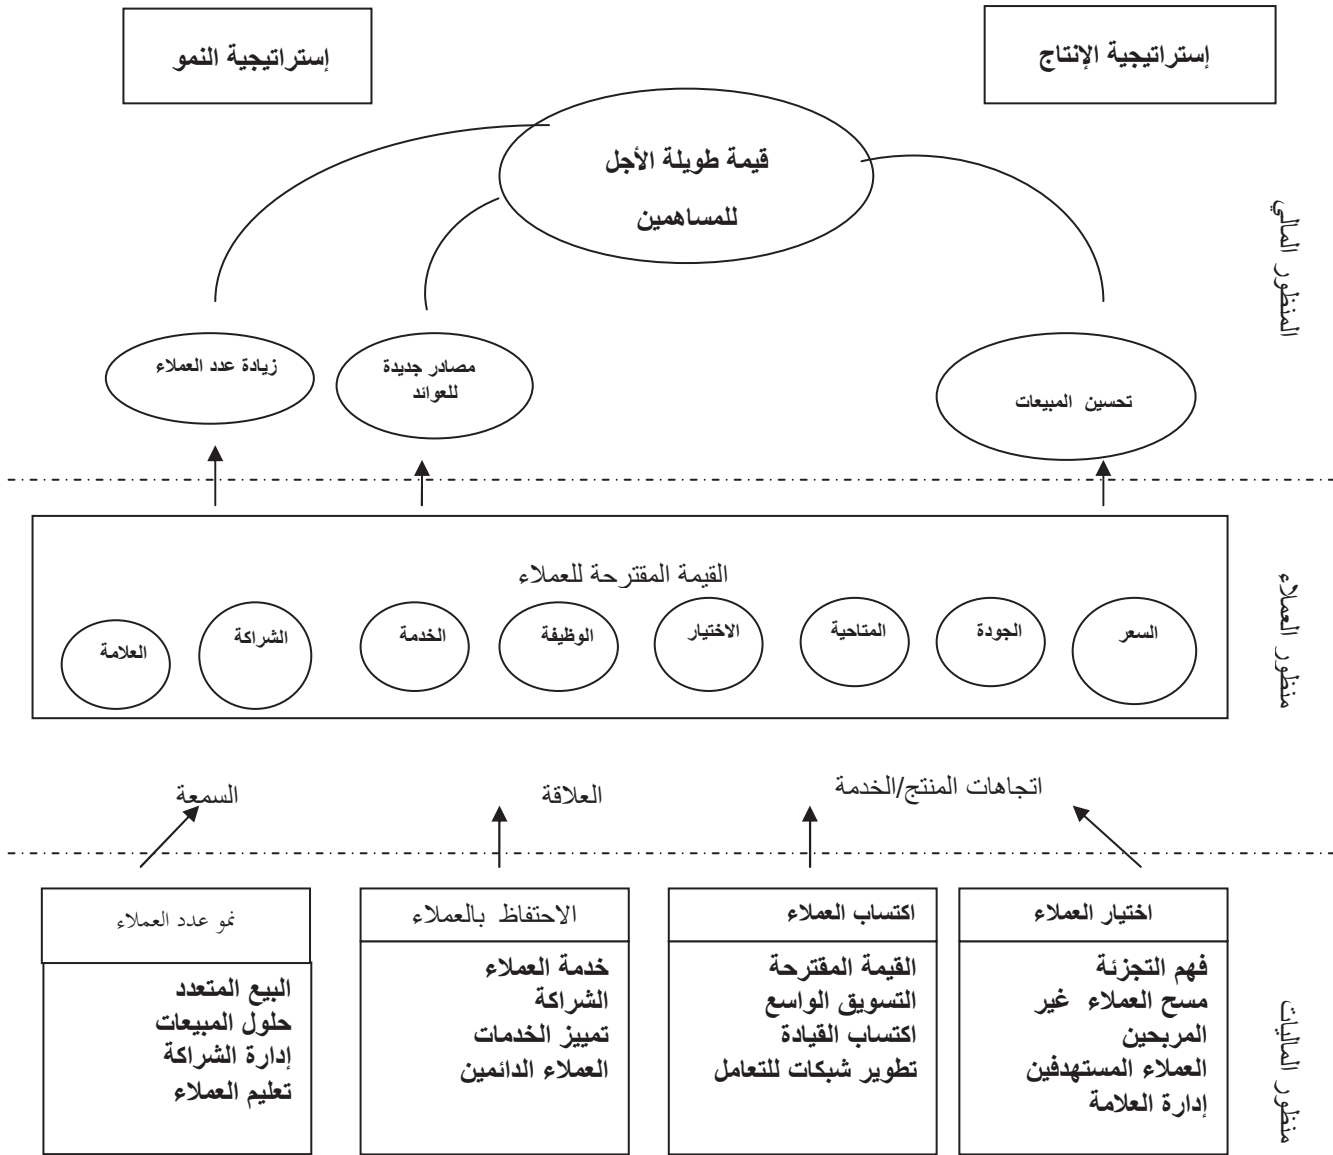 إستراتيجية الإنتاج
إستراتيجية النمو
قيمة طويلة الأجل
للمساهمين
المنظور المالي
تحسين المبيعات
مصادر جديدة
للعوائد
زيادة عدد العملاء
منظور العملاء
القيمة المقترحة للعملاء
السعر
الجودة
المتاحية
الاختيار
الوظيفة
الخدمة
الشراكة
العلامة
اتجاهات المنتج/الخدمة
العلاقة
السمعة
منظور الماليات
اختيار العملاء
فهم التجزئة
مسح العملاء غير
المربحين
العملاء المستهدفين
إدارة العلامة
اكتساب العملاء
القيمة المقترحة
التسويق الواسع
اكتساب القيادة
تطوير شبكات للتعامل
الاحتفاظ بالعملاء
خدمة العملاء
الشراكة
تمييز الخدمات
العملاء الدائمين
نمو عدد العملاء
البيع المتعدد
حلول المبيعات
إدارة الشراكة
تعليم العملاء